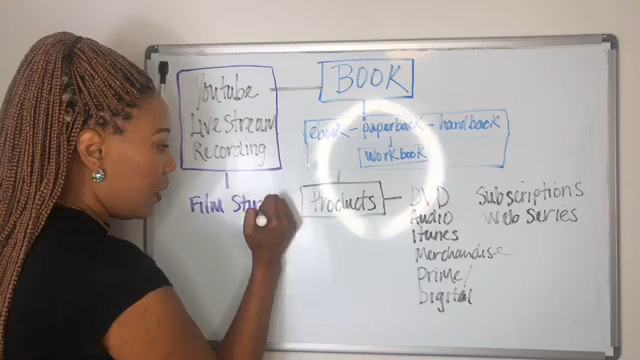 Youtube
Live Stream
Recording
BOOK
ebook - paperback - hardback
workbook
Film
Products
DVD
Audio
itunes
Merchandise
Prime/
Digital
Subscriptions
Web Series